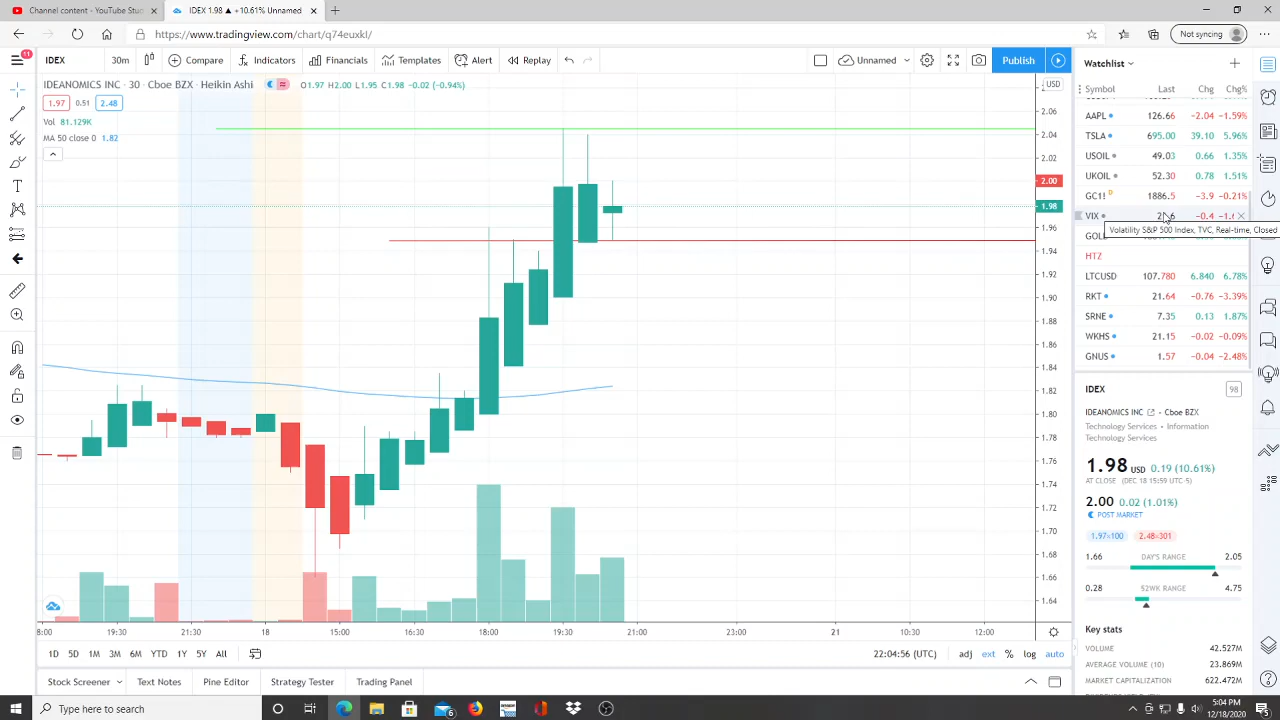 Channel content - YouTube Studi
IDEX 1.98 ▲ +10.61% Unnamed
https://www.tradingview.com/chart/q74euxkl/
Not syncing
11
IDEX
30m
Compare
Indicators
Financials
Templates
Alert
Replay
Unnamed
Publish
IDEANOMICS INC · 30 · Cboe BZX · Heikin Ashi
O1.97 H2.00 L1.95 C1.98 −0.02 (−0.94%)
1.97 0.51 2.48
Vol 81.129K
MA 50 close 0 1.82
USD
2.06
2.04
2.02
2.00
1.98
1.96
1.94
1.92
1.90
1.88
1.86
1.84
1.82
1.80
1.78
1.76
1.74
1.72
1.70
1.68
1.66
1.64
8:00 19:30 21:30 18 15:00 16:30 18:00 19:30 21:00 23:00 21 10:30 12:00
1D 5D 1M 3M 6M YTD 1Y 5Y All
22:04:56 (UTC) adj ext % log auto
Stock Screener Text Notes Pine Editor Strategy Tester Trading Panel
Watchlist
Symbol Last Chg Chg%
AAPL 126.66 −2.04 −1.59%
TSLA 695.00 39.10 5.96%
USOIL 49.03 0.66 1.35%
UKOIL 52.30 0.78 1.51%
GC1! D 1886.5 −3.9 −0.21%
VIX −0.4
Volatility S&P 500 Index, TVC, Real-time, Closed
HTZ
LTCUSD 107.780 6.840 6.78%
RKT 21.64 −0.76 −3.39%
SRNE 7.35 0.13 1.87%
WKHS 21.15 −0.02 −0.09%
GNUS 1.57 −0.04 −2.48%
IDEX 98
IDEANOMICS INC · Cboe BZX
Technology Services · Information
Technology Services
1.98 USD 0.19 (10.61%)
AT CLOSE (DEC 18 15:59 UTC-5)
2.00 0.02 (1.01%)
POST MARKET
1.97×100 2.48×301
1.66 DAY'S RANGE 2.05
0.28 52WK RANGE 4.75
Key stats
VOLUME 42.527M
AVERAGE VOLUME (10) 23.869M
MARKET CAPITALIZATION 622.472M
Type here to search
6
5:04 PM
12/18/2020